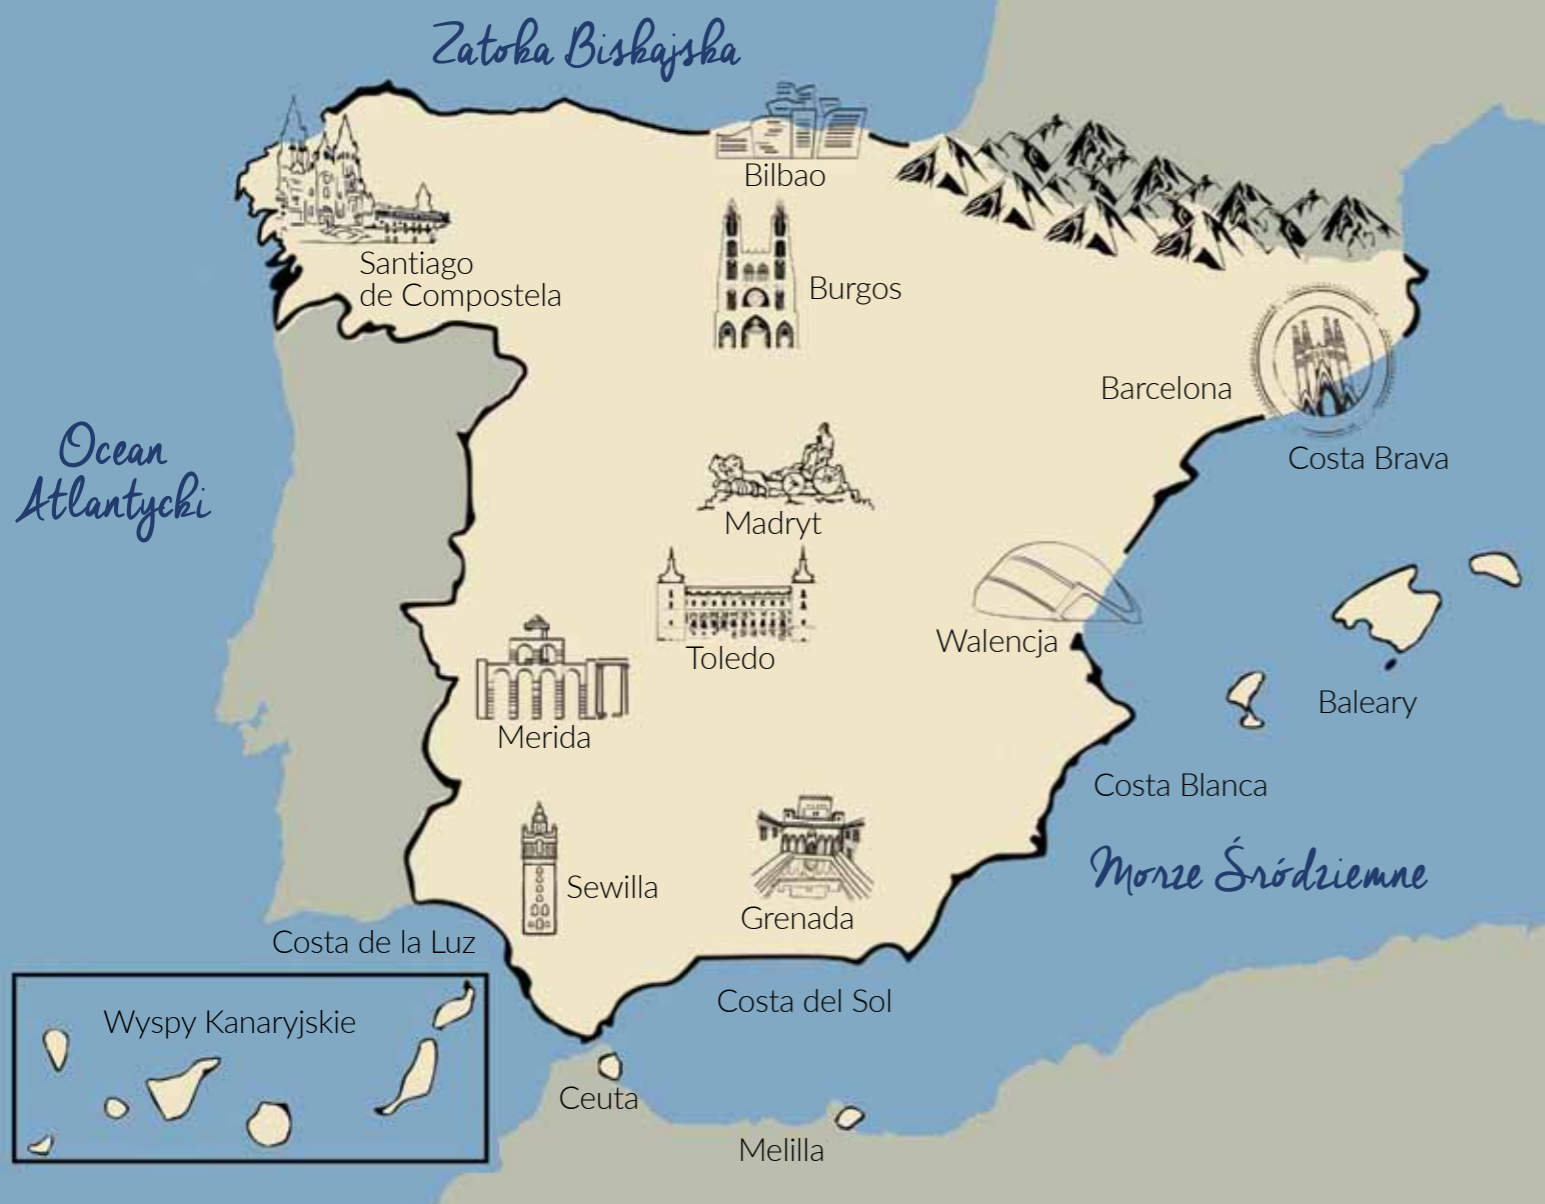 Zatoka Biskajska
Bilbao
Santiago
de Compostela
Burgos
Barcelona
Costa Brava
Ocean
Atlantycki
Madryt
Walencja
Toledo
Baleary
Merida
Costa Blanca
Morze Śródziemne
Sewilla
Grenada
Costa de la Luz
Costa del Sol
Wyspy Kanaryjskie
Ceuta
Melilla